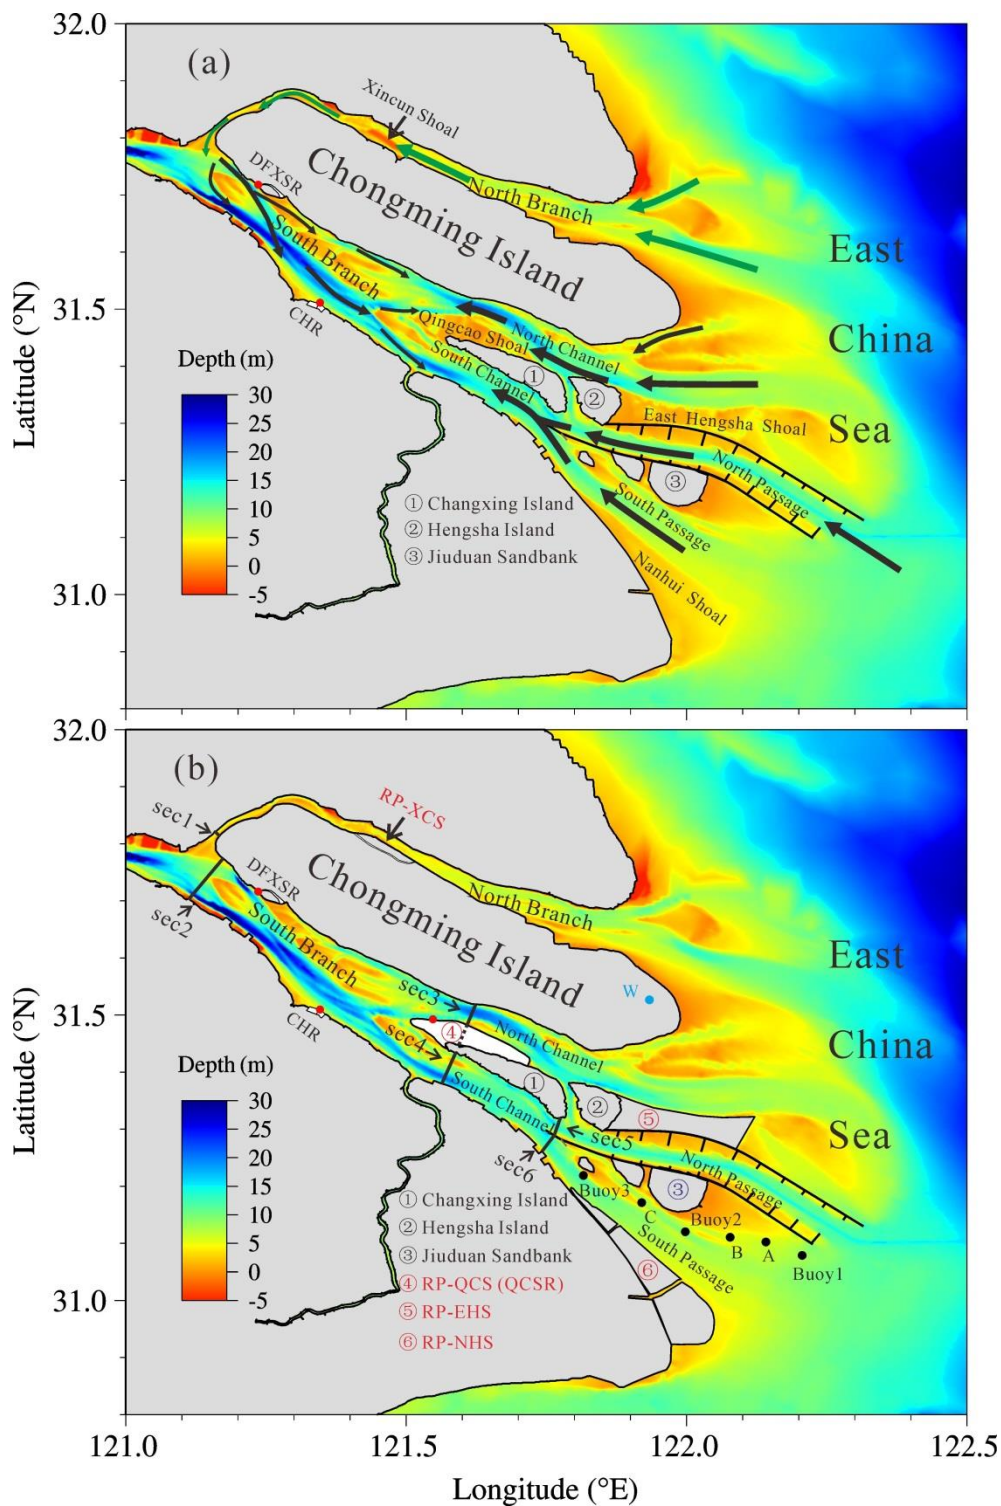 32.0
(a)
Xincun Shoal
DFXSR
Chongming Island
North Branch
East
South Branch
31.5
CHR
Qingcao Shoal
North Channel
China
Depth (m)
South Channel
①
②
30
25
20
15
10
5
0
-5
East Hengsha Shoal
Sea
North Passage
③
South Passage
① Changxing Island
② Hengsha Island
③ Jiuduan Sandbank
Nanhui Shoal
31.0
Latitude (°N)
32.0
(b)
sec1
RP-XCS
DFXSR
sec2
Chongming Island
North Branch
East
South Branch
W
sec3
31.5
CHR
④
sec4
North Channel
China
Depth (m)
South Channel
①
②
⑤
30
25
20
15
10
5
0
-5
sec5
Sea
sec6
North Passage
③
Buoy3
C
Buoy2
B
A
Buoy1
South Passage
⑥
① Changxing Island
② Hengsha Island
③ Jiuduan Sandbank
④ RP-QCS (QCSR)
⑤ RP-EHS
⑥ RP-NHS
31.0
Latitude (°N)
121.0
121.5
122.0
122.5
Longitude (°E)